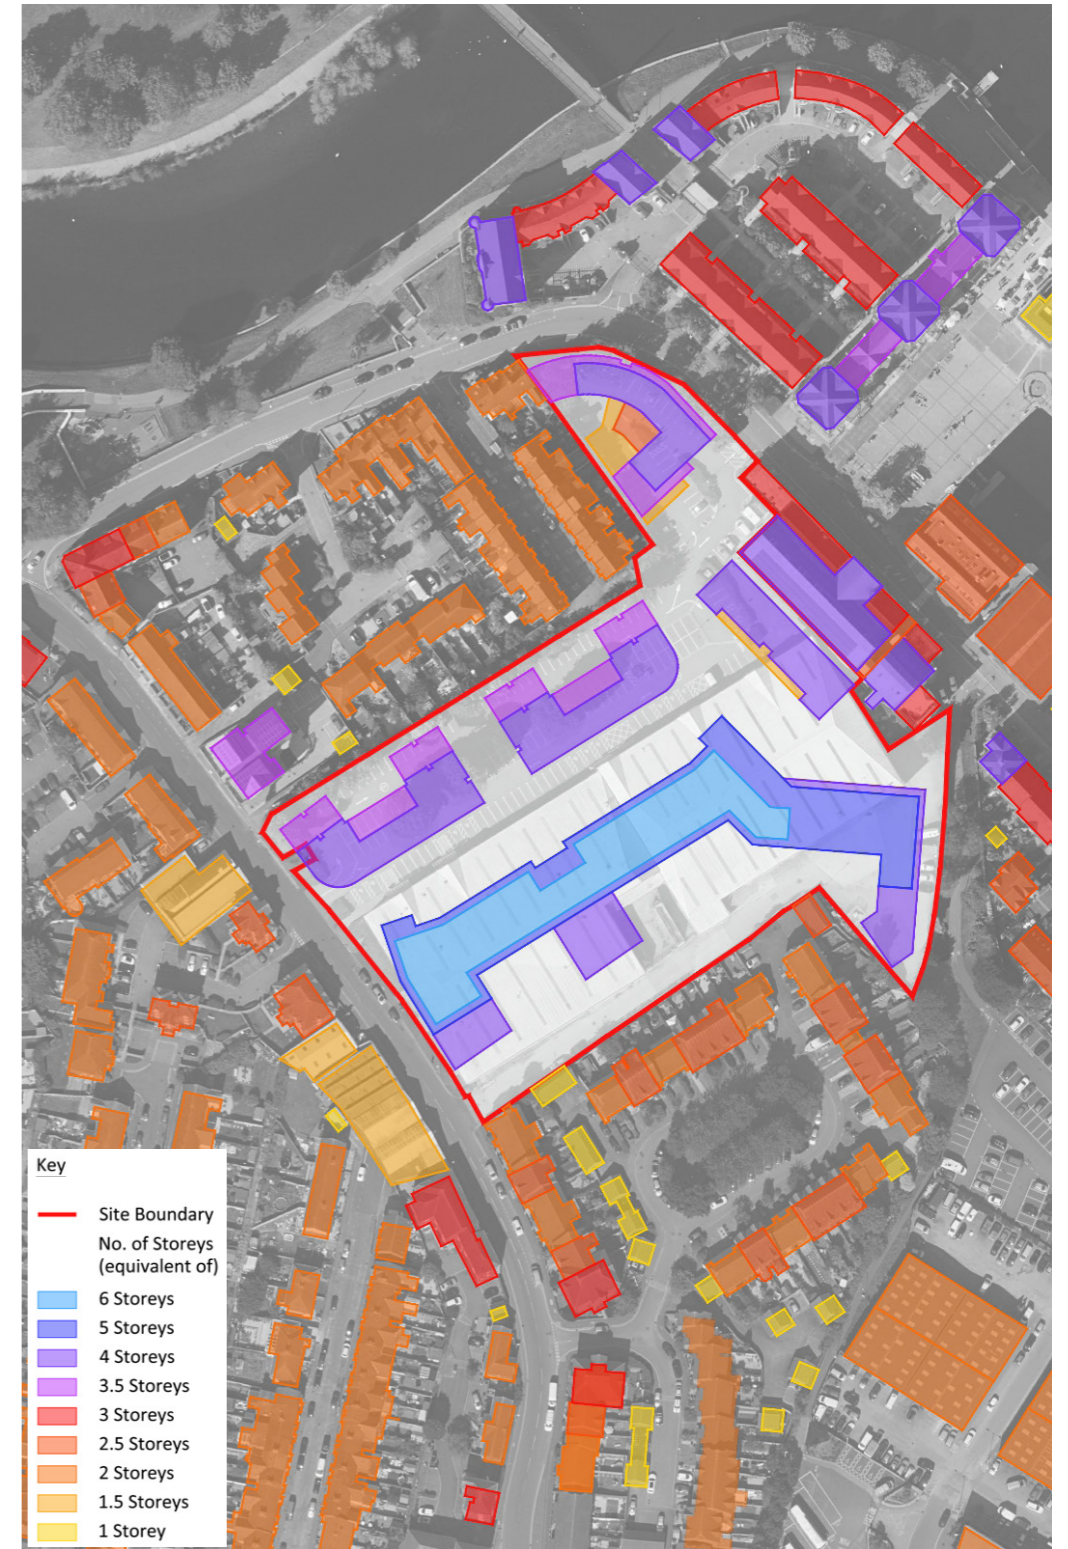 Key
Site Boundary
No. of Storeys
(equivalent of)
6 Storeys
5 Storeys
4 Storeys
3.5 Storeys
3 Storeys
2.5 Storeys
2 Storeys
1.5 Storeys
1 Storey